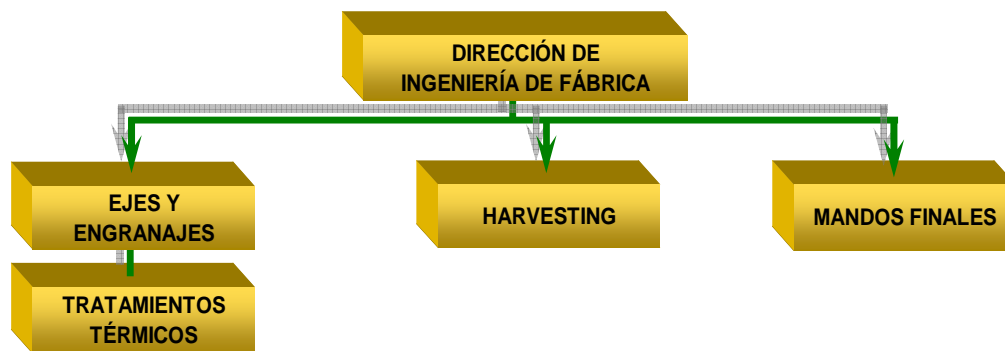 DIRECCIÓN DE
INGENIERÍA DE FÁBRICA
EJES Y
ENGRANAJES
HARVESTING
MANDOS FINALES
TRATAMIENTOS
TÉRMICOS